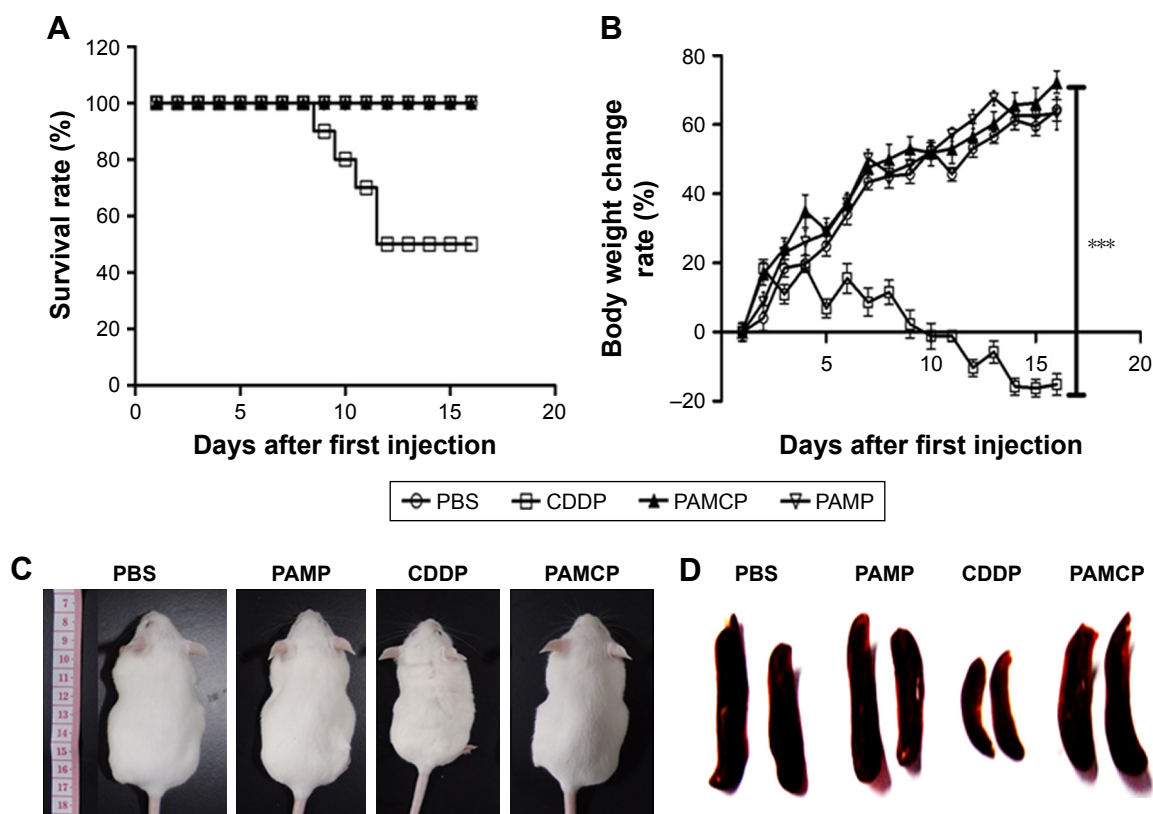 A
120
100
80
60
40
20
0
0 5 10 15 20
Survival rate (%)
Days after first injection
B
80
60
40
20
0
–20
5 10 15 20
Body weight change
rate (%)
Days after first injection
***
PBS CDDP PAMCP PAMP
C
PBS PAMP CDDP PAMCP
7
8
9
10
11
12
13
14
15
16
17
18
D
PBS PAMP CDDP PAMCP